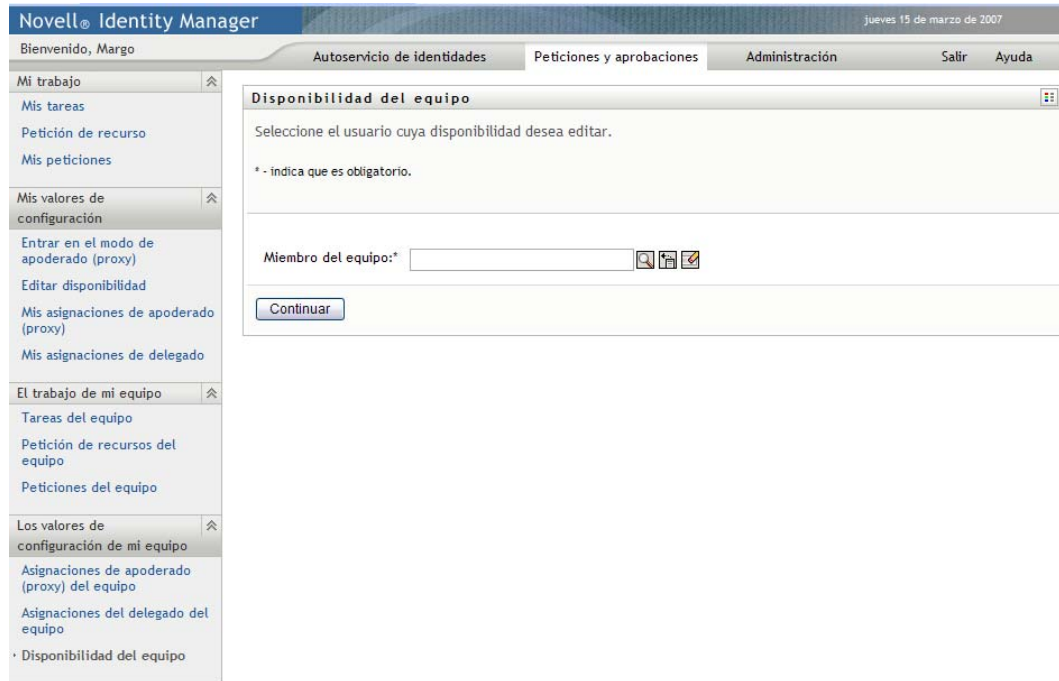 Novell® Identity Manager
jueves 15 de marzo de 2007
Bienvenido, Margo
Autoservicio de identidades
Peticiones y aprobaciones
Administración
Salir
Ayuda
Mi trabajo
Mis tareas
Petición de recurso
Mis peticiones
Mis valores de
configuración
Entrar en el modo de
apoderado (proxy)
Editar disponibilidad
Mis asignaciones de apoderado
(proxy)
Mis asignaciones de delegado
El trabajo de mi equipo
Tareas del equipo
Petición de recursos del
equipo
Peticiones del equipo
Los valores de
configuración de mi equipo
Asignaciones de apoderado
(proxy) del equipo
Asignaciones del delegado del
equipo
Disponibilidad del equipo
Disponibilidad del equipo
Seleccione el usuario cuya disponibilidad desea editar.
* - indica que es obligatorio.
Miembro del equipo:*
Continuar